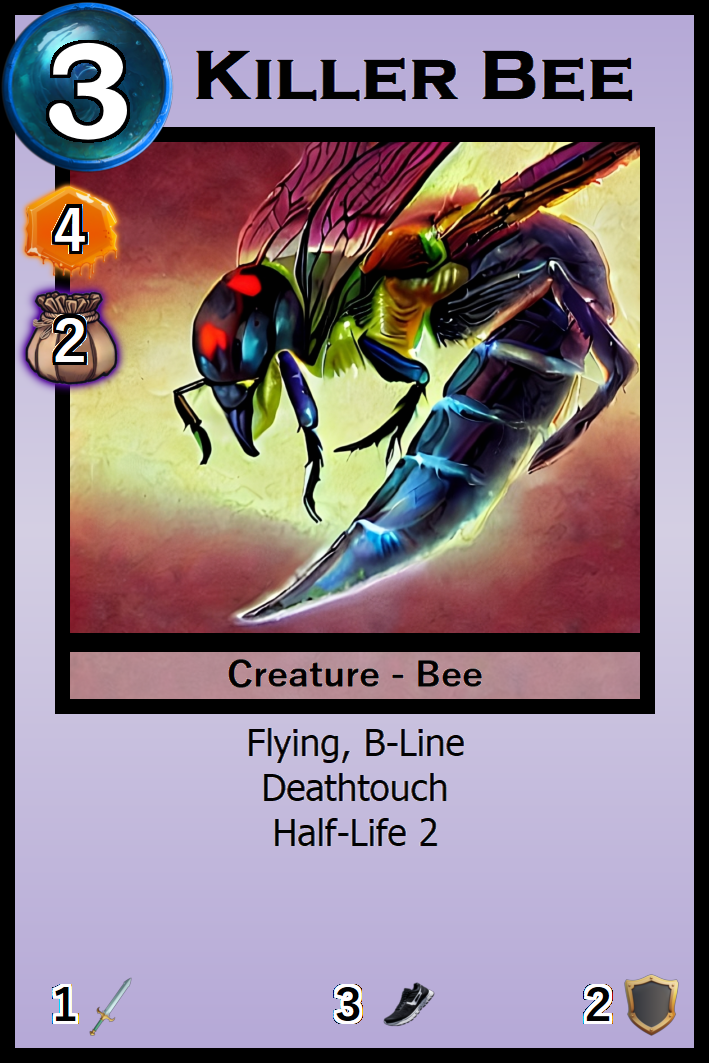 3
KILLER BEE
4
2
Creature - Bee
Flying, B-Line
Deathtouch
Half-Life 2
1
3
2